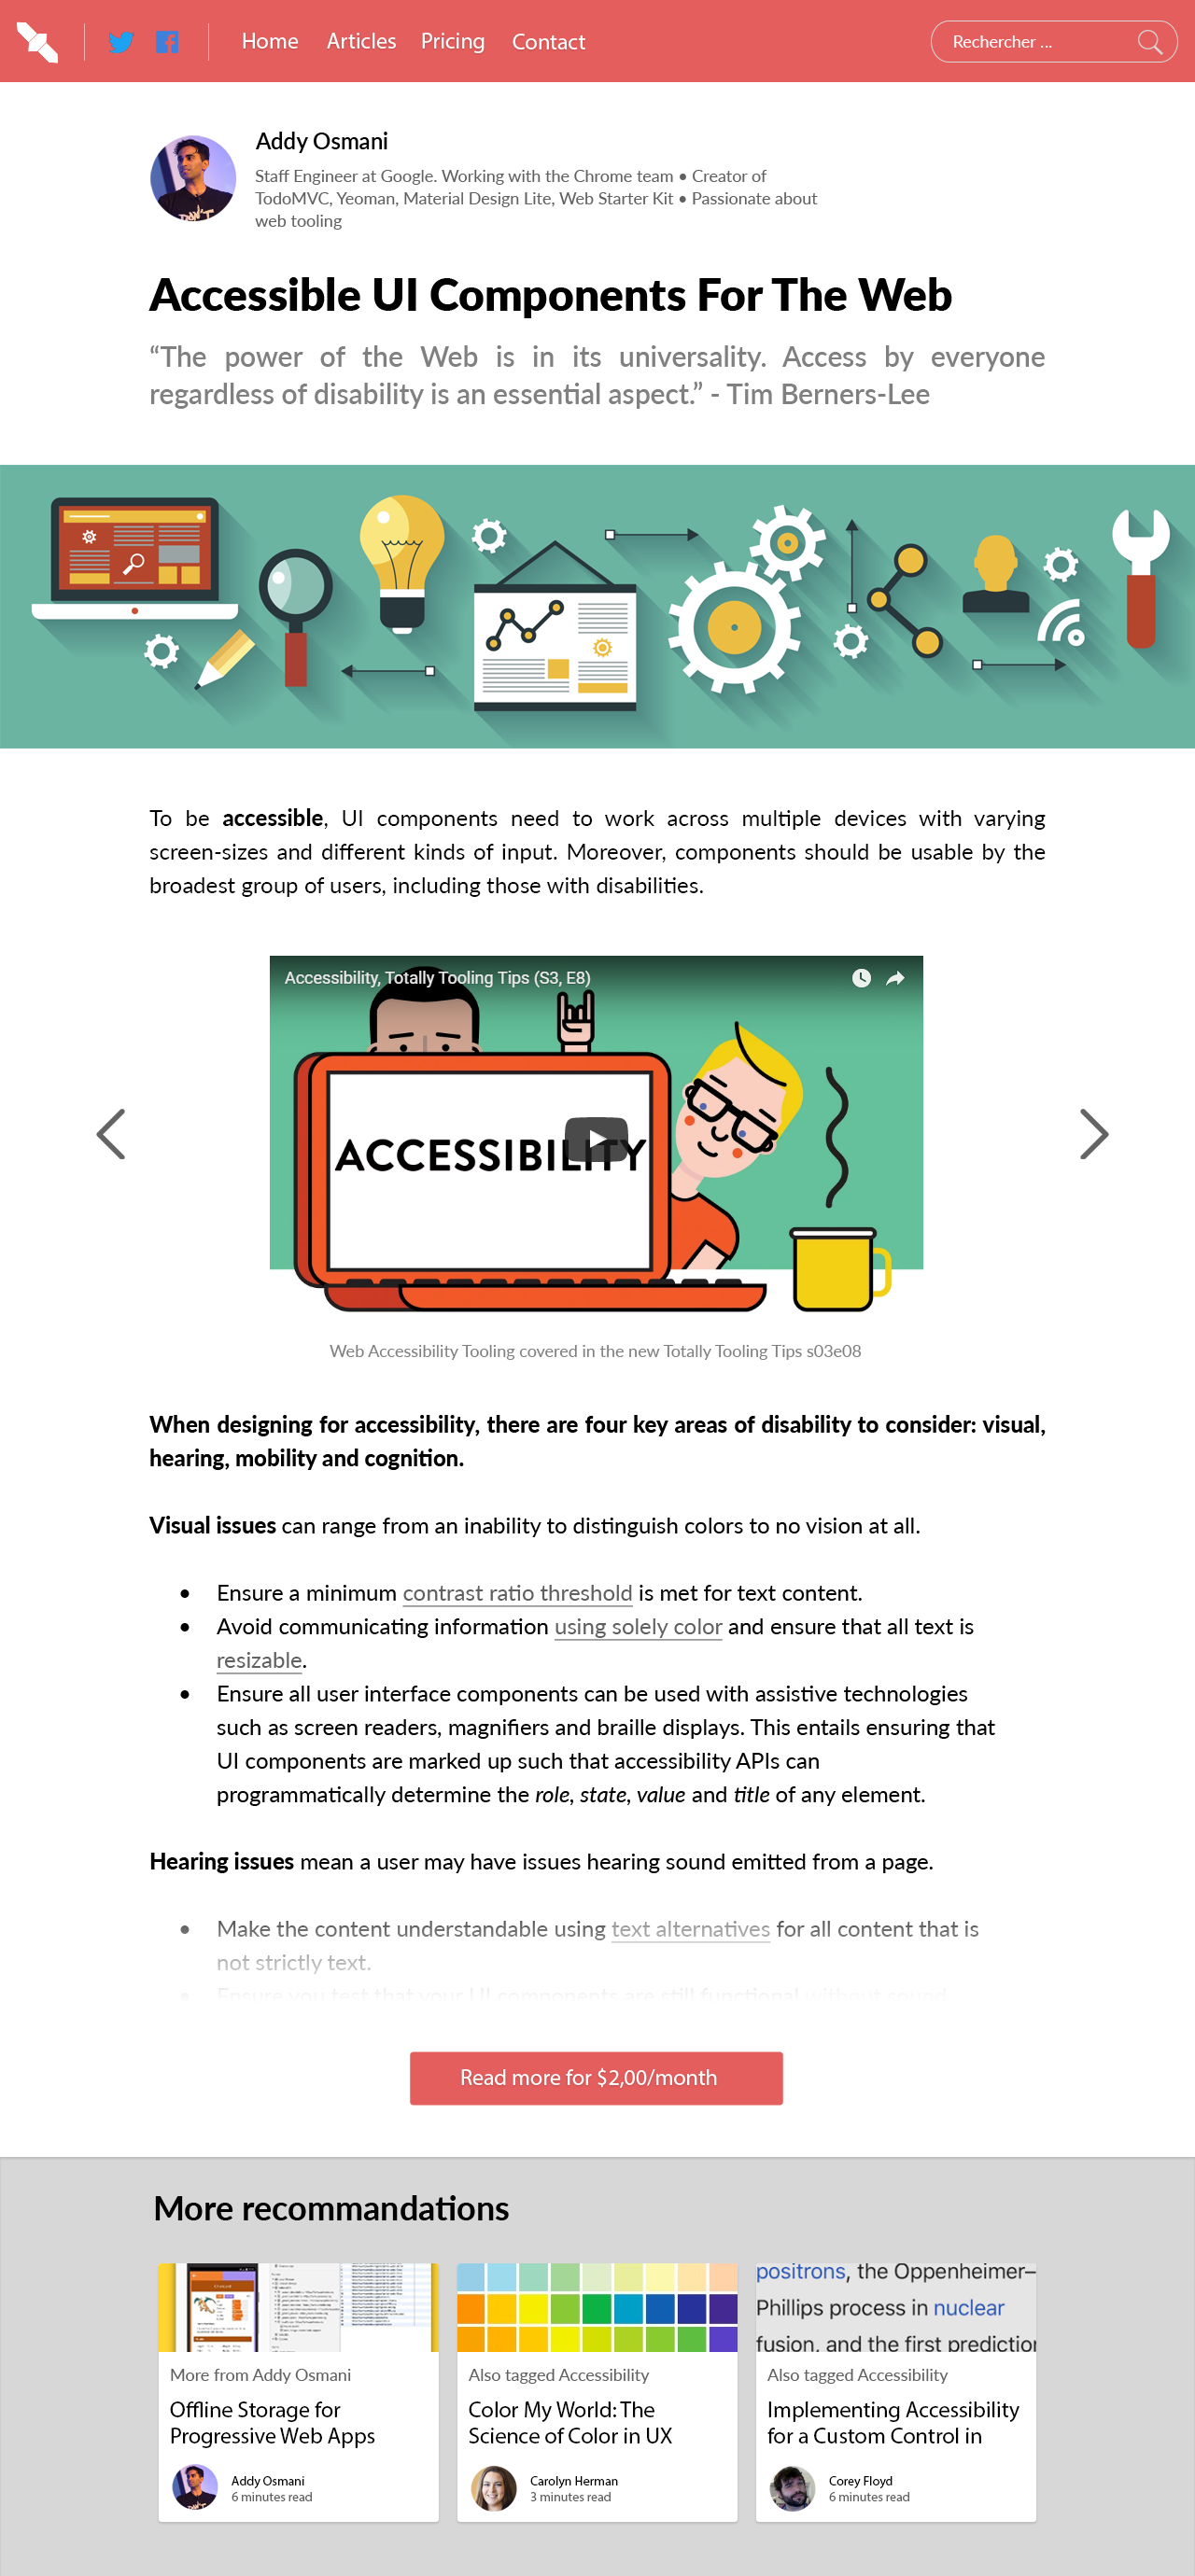 Home Articles Pricing Contact Rechercher ...
Addy Osmani
Staff Engineer at Google. Working with the Chrome team • Creator of
TodoMVC, Yeoman, Material Design Lite, Web Starter Kit • Passionate about
web tooling
Accessible UI Components For The Web
“The power of the Web is in its universality. Access by everyone
regardless of disability is an essential aspect.” - Tim Berners-Lee
To be accessible, UI components need to work across multiple devices with varying
screen-sizes and different kinds of input. Moreover, components should be usable by the
broadest group of users, including those with disabilities.
Accessibility, Totally Tooling Tips (S3, E8)
ACCESSIBILITY
Web Accessibility Tooling covered in the new Totally Tooling Tips s03e08
When designing for accessibility, there are four key areas of disability to consider: visual,
hearing, mobility and cognition.
Visual issues can range from an inability to distinguish colors to no vision at all.
• Ensure a minimum contrast ratio threshold is met for text content.
• Avoid communicating information using solely color and ensure that all text is
resizable.
• Ensure all user interface components can be used with assistive technologies
such as screen readers, magnifiers and braille displays. This entails ensuring that
UI components are marked up such that accessibility APIs can
programmatically determine the role, state, value and title of any element.
Hearing issues mean a user may have issues hearing sound emitted from a page.
• Make the content understandable using text alternatives for all content that is
not strictly text.
• Ensure you test that your UI components are still functional without sound
Read more for $2,00/month
More recommandations
positrons, the Oppenheimer–
Phillips process in nuclear
fusion, and the first prediction
More from Addy Osmani
Offline Storage for
Progressive Web Apps
Addy Osmani
6 minutes read
Also tagged Accessibility
Color My World: The
Science of Color in UX
Carolyn Herman
3 minutes read
Also tagged Accessibility
Implementing Accessibility
for a Custom Control in
Corey Floyd
6 minutes read